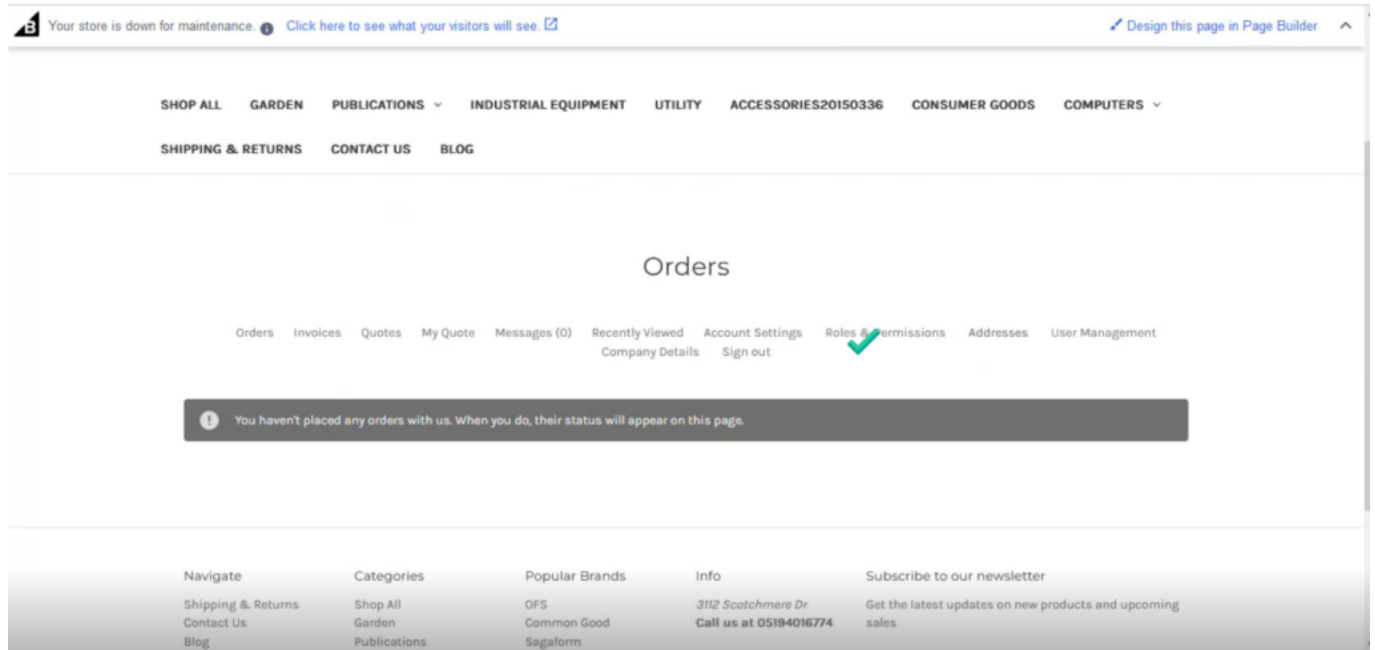 Your store is down for maintenance. Click here to see what your visitors will see. Design this page in Page Builder
SHOP ALL GARDEN PUBLICATIONS INDUSTRIAL EQUIPMENT UTILITY ACCESSORIES20150336 CONSUMER GOODS COMPUTERS
SHIPPING & RETURNS CONTACT US BLOG
Orders
Orders Invoices Quotes My Quote Messages (0) Recently Viewed Account Settings Roles & Permissions Addresses User Management
Company Details Sign out
You haven't placed any orders with us. When you do, their status will appear on this page.
Navigate Categories Popular Brands Info Subscribe to our newsletter
Shipping & Returns Shop All OFS 3112 Scotchmere Dr Get the latest updates on new products and upcoming
Contact Us Garden Common Good Call us at 05194016774 sales
Blog Publications Sagaform